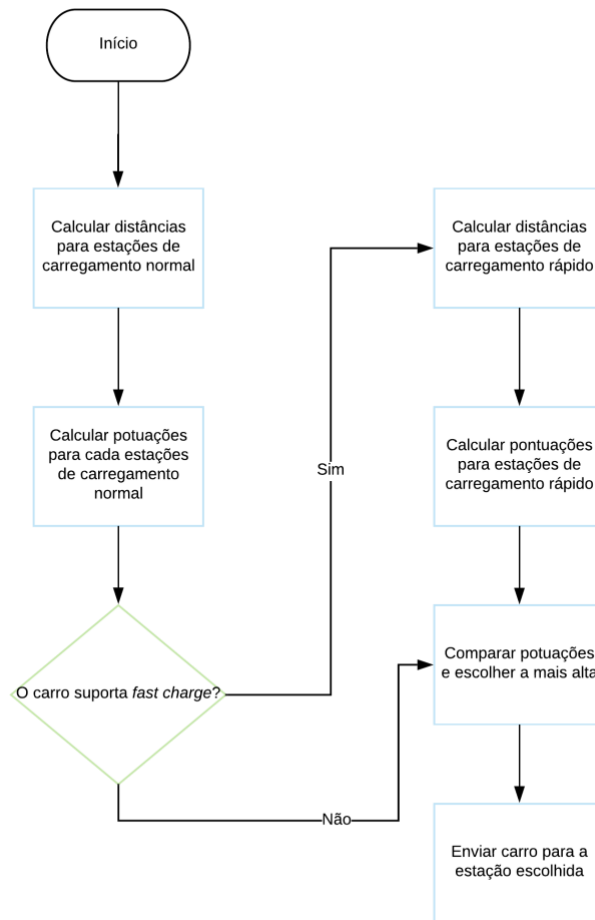 Início
Calcular distâncias
para estações de
carregamento normal
Calcular potuações
para cada estações
de carregamento
normal
O carro suporta fast charge?
Sim
Não
Calcular distâncias
para estações de
carregamento rápido
Calcular pontuações
para estações de
carregamento rápido
Comparar potuações
e escolher a mais alta
Enviar carro para a
estação escolhida